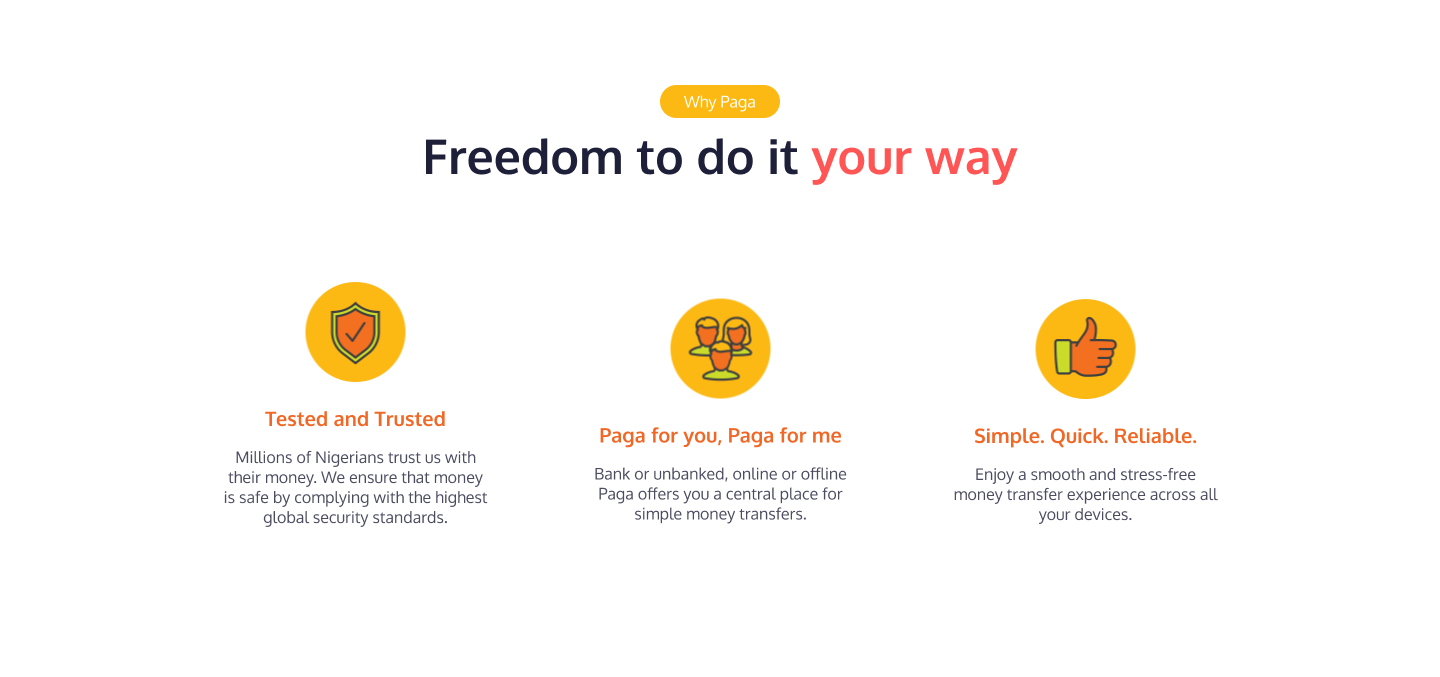 Why Paga
Freedom to do it your way
Tested and Trusted
Millions of Nigerians trust us with
their money. We ensure that money
is safe by complying with the highest
global security standards.
Paga for you, Paga for me
Bank or unbanked, online or offline
Paga offers you a central place for
simple money transfers.
Simple. Quick. Reliable.
Enjoy a smooth and stress-free
money transfer experience across all
your devices.